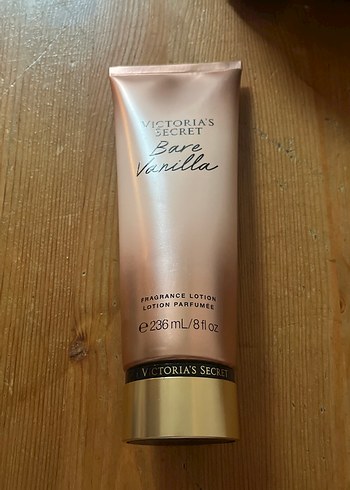 VICTORIA'S
SECRET
Bare
Vanilla
FRAGRANCE LOTION
LOTION PARFUMÉE
℮ 236 mL/8 fl oz
VICTORIA'S SECRET